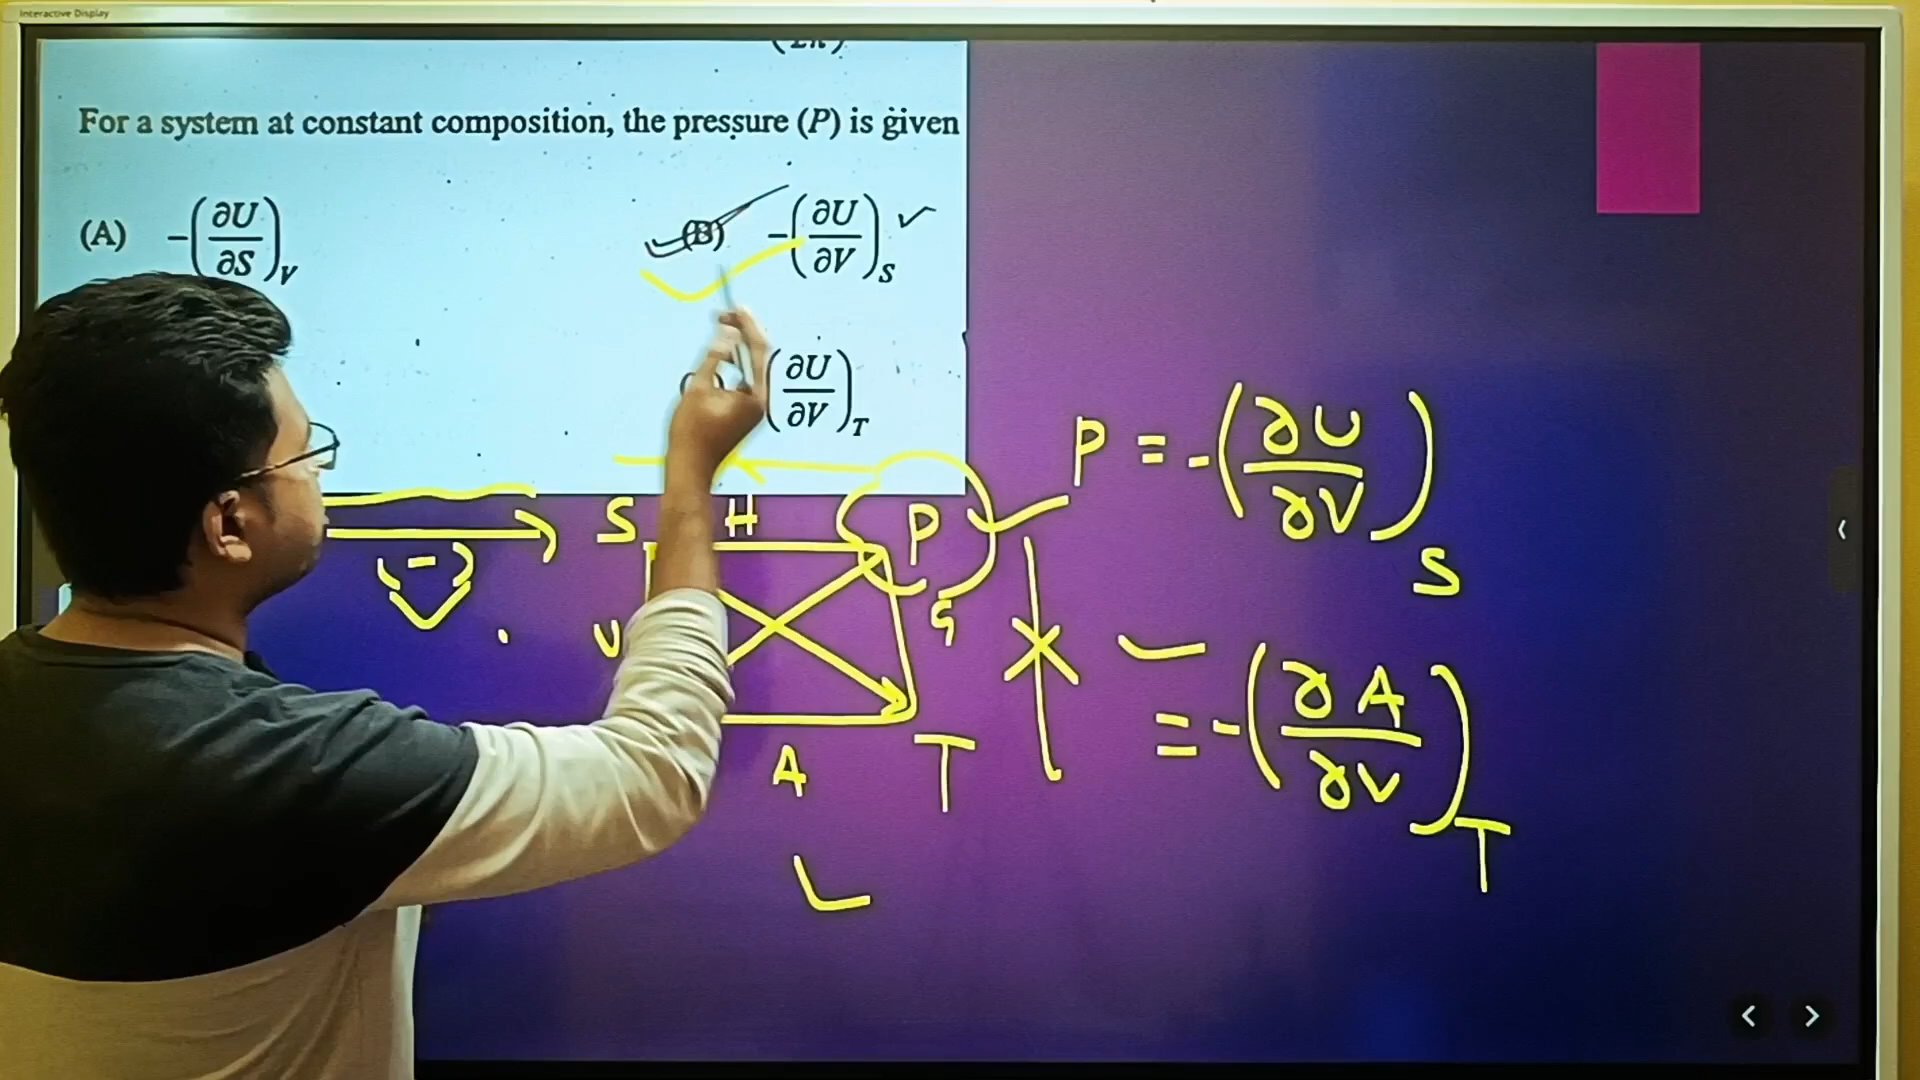 Interactive Display
For a system at constant composition, the pressure (P) is given
(A) -(∂U/∂S)V
(B) -(∂U/∂V)S ✓
(∂U/∂V)T
S H P
U G
A T
(-)
P = -(∂U/∂V)S
= -(∂A/∂V)T